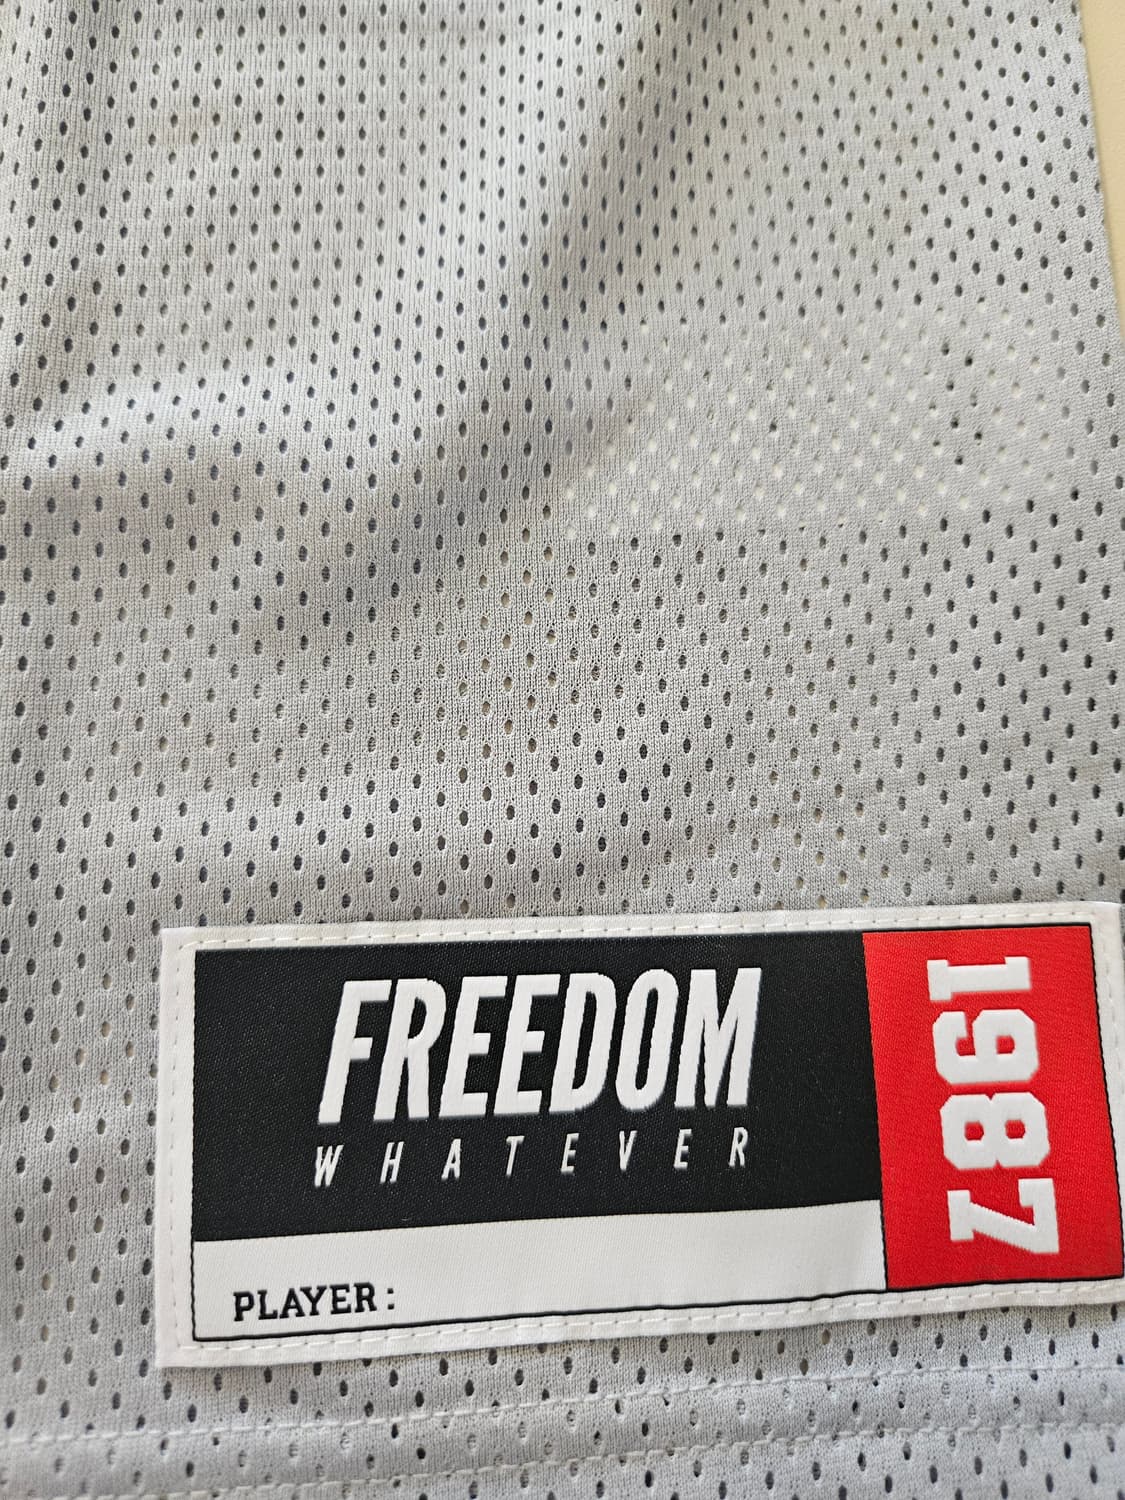 FREEDOM
WHATEVER
1987
PLAYER: